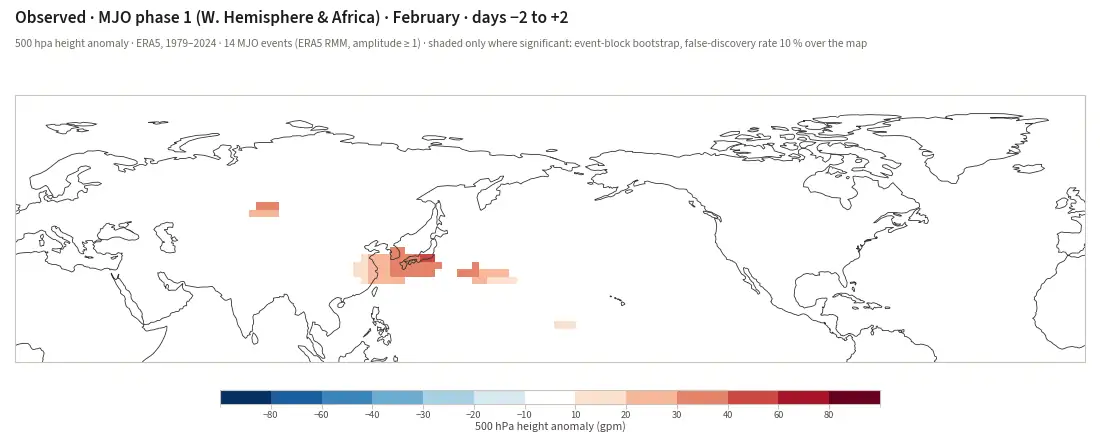 Observed · MJO phase 1 (W. Hemisphere & Africa) · February · days −2 to +2
500 hpa height anomaly · ERA5, 1979–2024 · 14 MJO events (ERA5 RMM, amplitude ≥ 1) · shaded only where significant: event-block bootstrap, false-discovery rate 10 % over the map
−80 −60 −40 −30 −20 −10 10 20 30 40 60 80
500 hPa height anomaly (gpm)